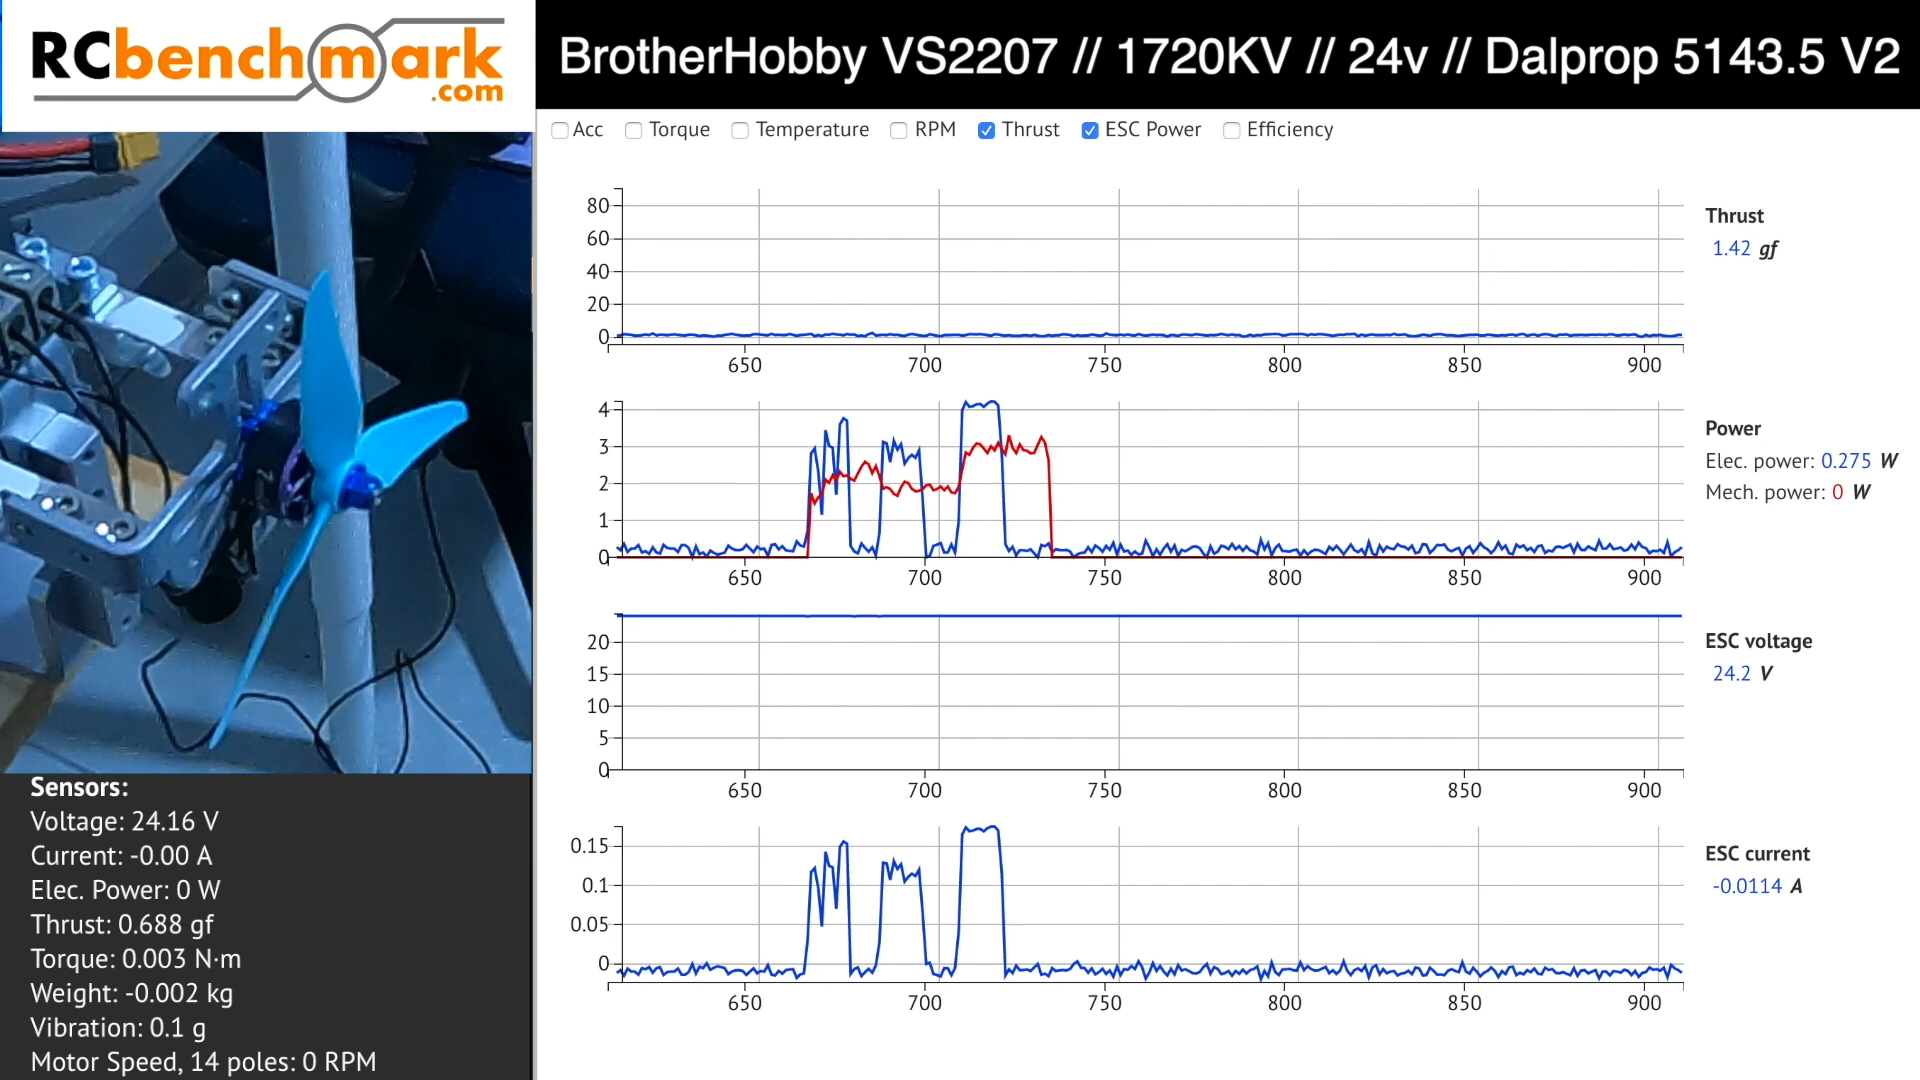 RCbenchmark
.com
BrotherHobby VS2207 // 1720KV // 24v // Dalprop 5143.5 V2
Acc Torque Temperature RPM Thrust ESC Power Efficiency
80
60
40
20
0
650 700 750 800 850 900
Thrust
1.42 gf
4
3
2
1
0
650 700 750 800 850 900
Power
Elec. power: 0.275 W
Mech. power: 0 W
20
15
10
5
0
650 700 750 800 850 900
ESC voltage
24.2 V
0.15
0.1
0.05
0
650 700 750 800 850 900
ESC current
-0.0114 A
Sensors:
Voltage: 24.16 V
Current: -0.00 A
Elec. Power: 0 W
Thrust: 0.688 gf
Torque: 0.003 N·m
Weight: -0.002 kg
Vibration: 0.1 g
Motor Speed, 14 poles: 0 RPM